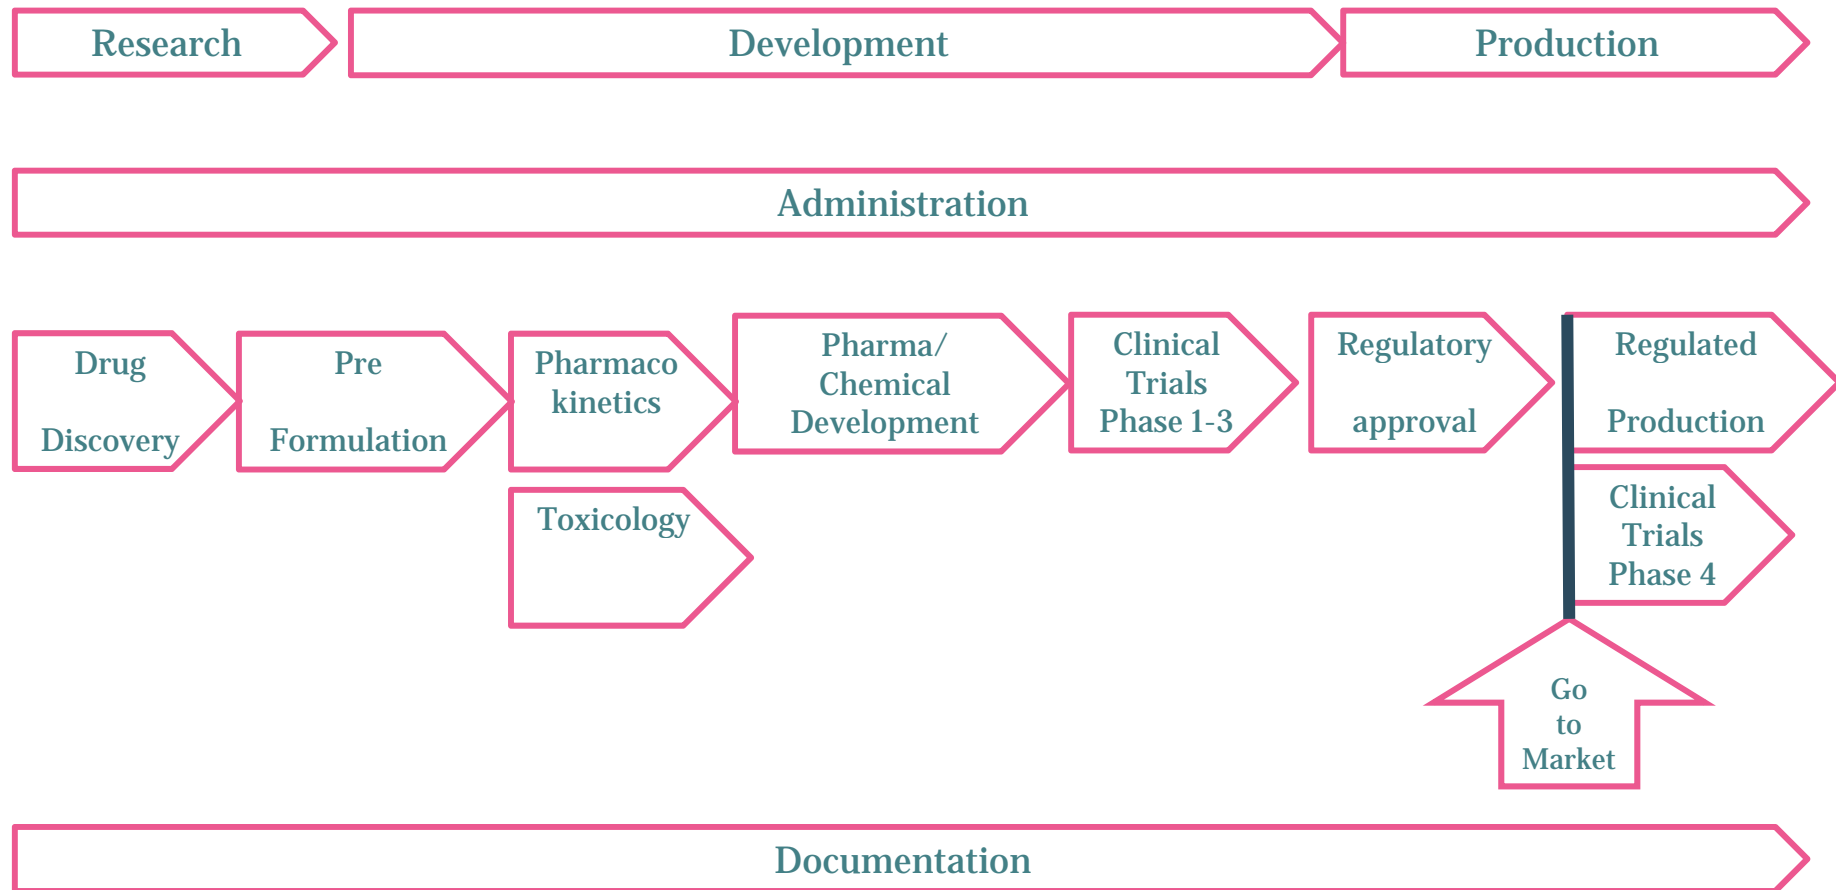 Research
Development
Production
Administration
Drug
Discovery
Pre
Formulation
Pharmaco
kinetics
Pharma/
Chemical
Development
Clinical
Trials
Phase 1-3
Regulatory
approval
Regulated
Production
Toxicology
Clinical
Trials
Phase 4
Go
to
Market
Documentation